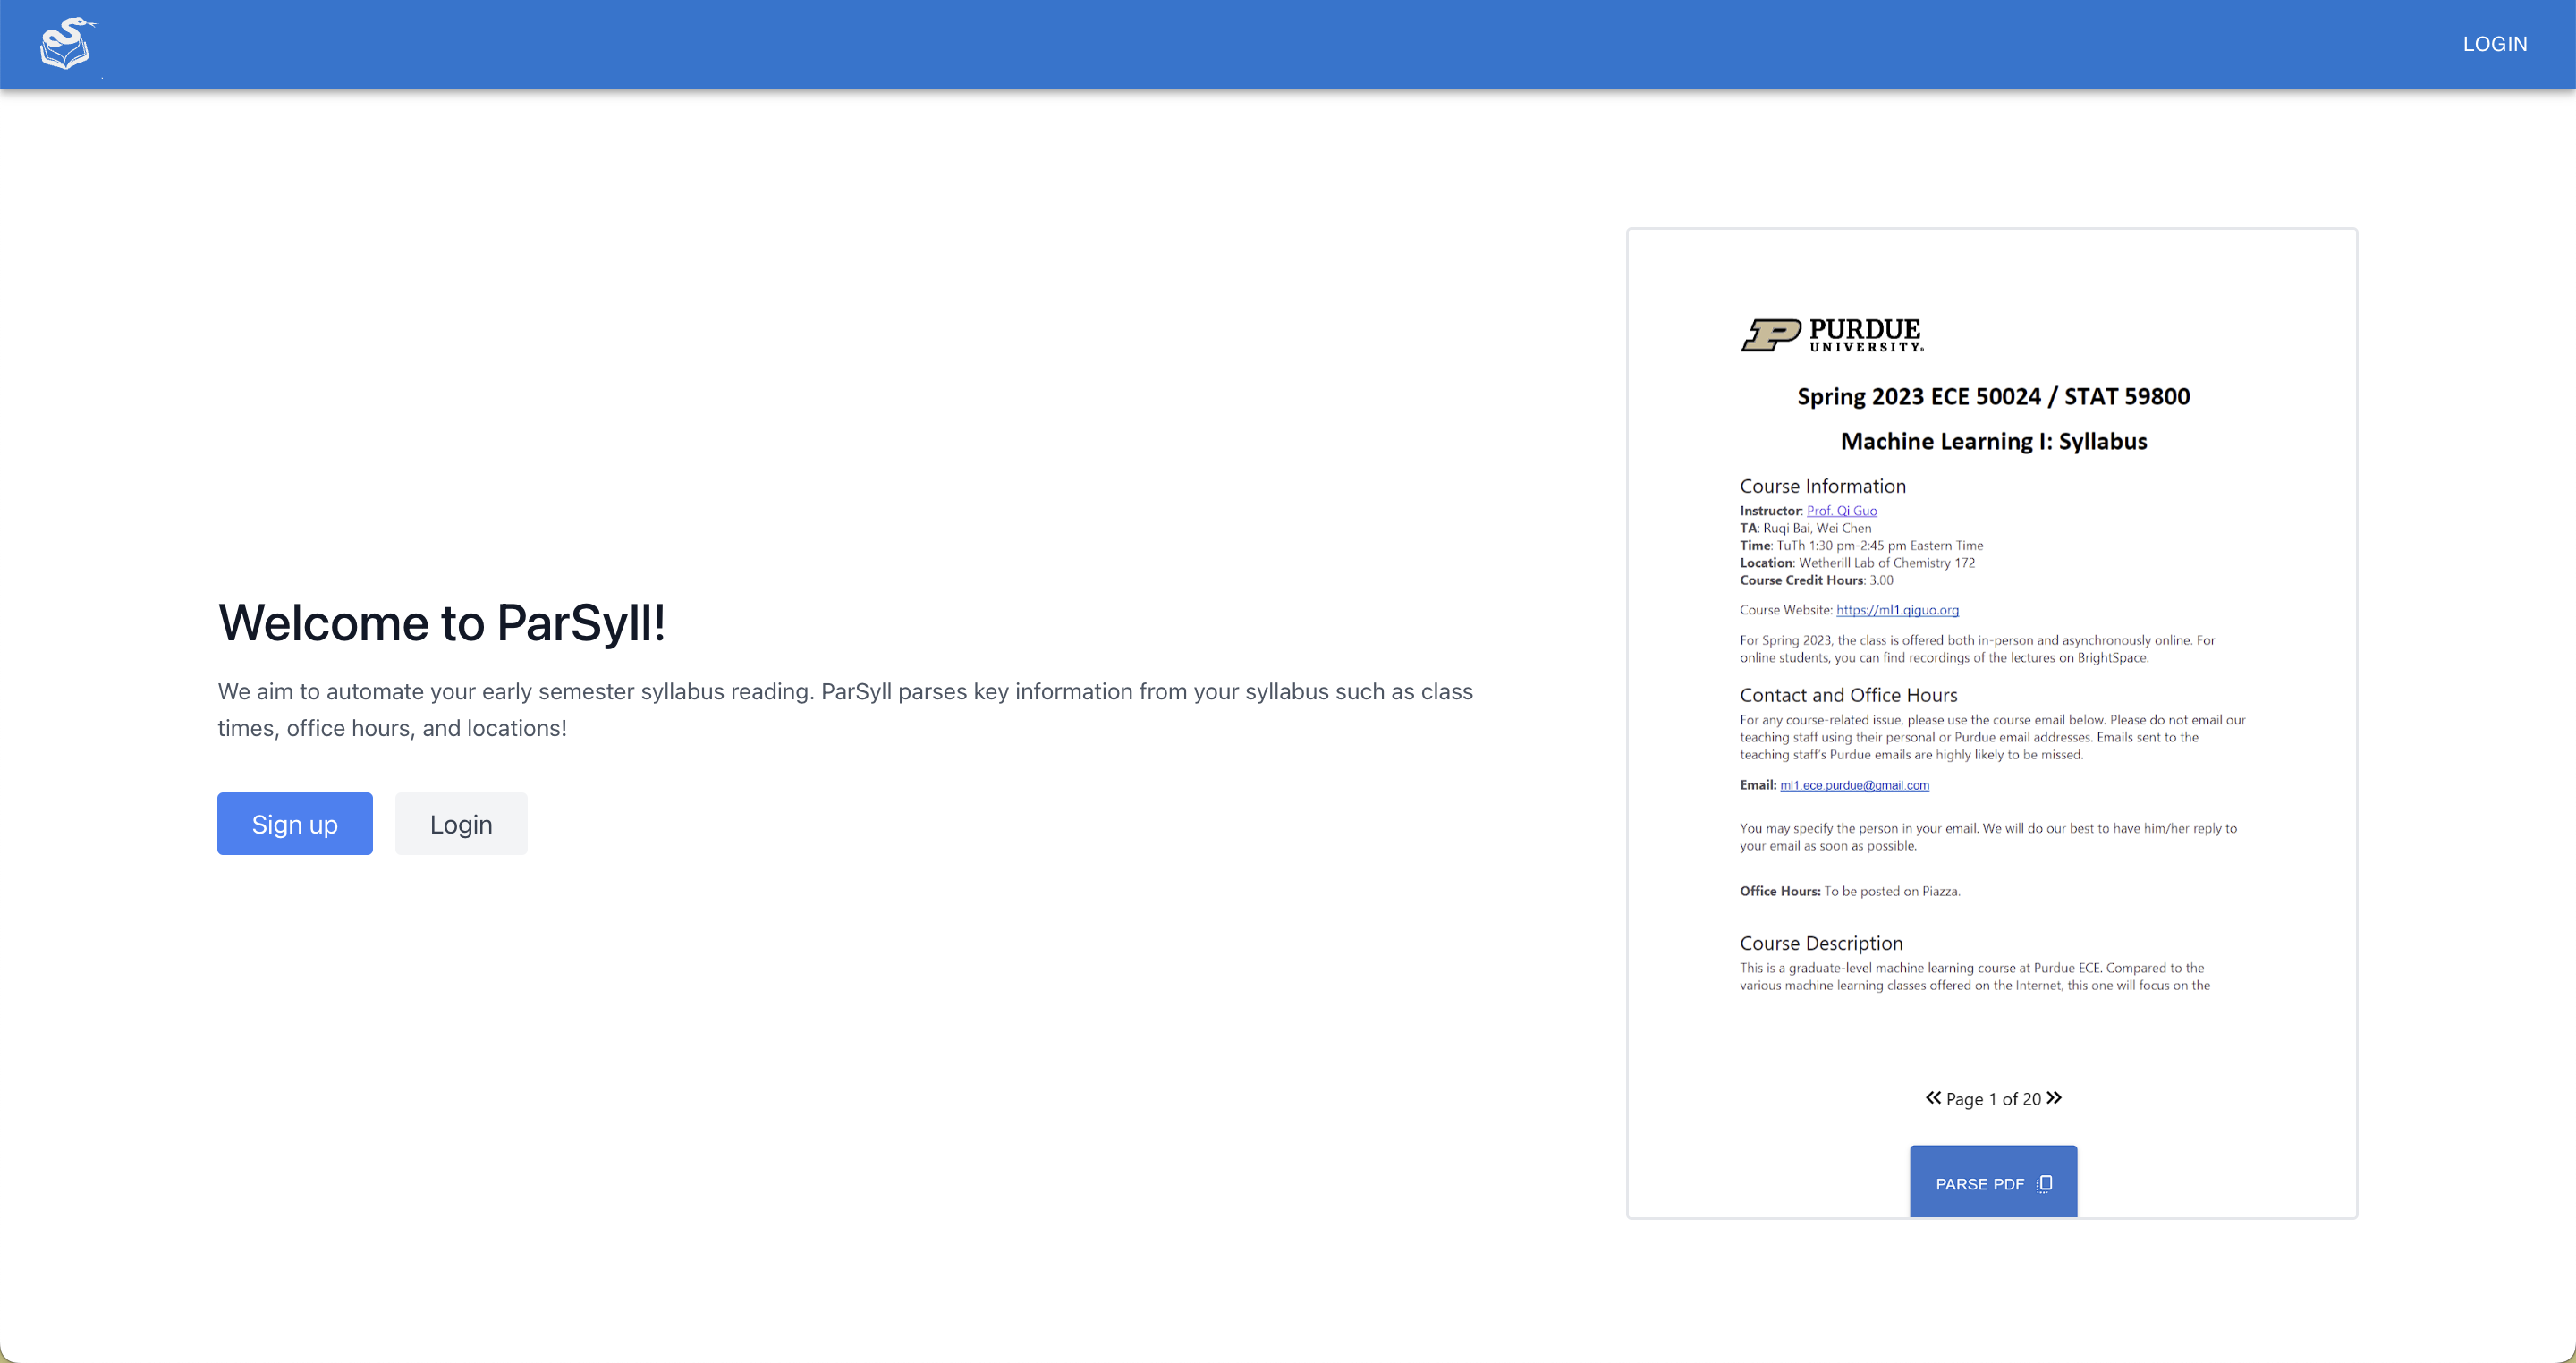 LOGIN
Welcome to ParSyll!
We aim to automate your early semester syllabus reading. ParSyll parses key information from your syllabus such as class
times, office hours, and locations!
Sign up
Login
PURDUE
UNIVERSITY
Spring 2023 ECE 50024 / STAT 59800
Machine Learning I: Syllabus
Course Information
Instructor: Prof. Qi Guo
TA: Ruqi Bai, Wei Chen
Time: TuTh 1:30 pm-2:45 pm Eastern Time
Location: Wetherill Lab of Chemistry 172
Course Credit Hours: 3.00
Course Website: https://ml1.qiguo.org
For Spring 2023, the class is offered both in-person and asynchronously online. For
online students, you can find recordings of the lectures on BrightSpace.
Contact and Office Hours
For any course-related issue, please use the course email below. Please do not email our
teaching staff using their personal or Purdue email addresses. Emails sent to the
teaching staff's Purdue emails are highly likely to be missed.
Email: ml1.ece.purdue@gmail.com
You may specify the person in your email. We will do our best to have him/her reply to
your email as soon as possible.
Office Hours: To be posted on Piazza.
Course Description
This is a graduate-level machine learning course at Purdue ECE. Compared to the
various machine learning classes offered on the Internet, this one will focus on the
« Page 1 of 20 »
PARSE PDF